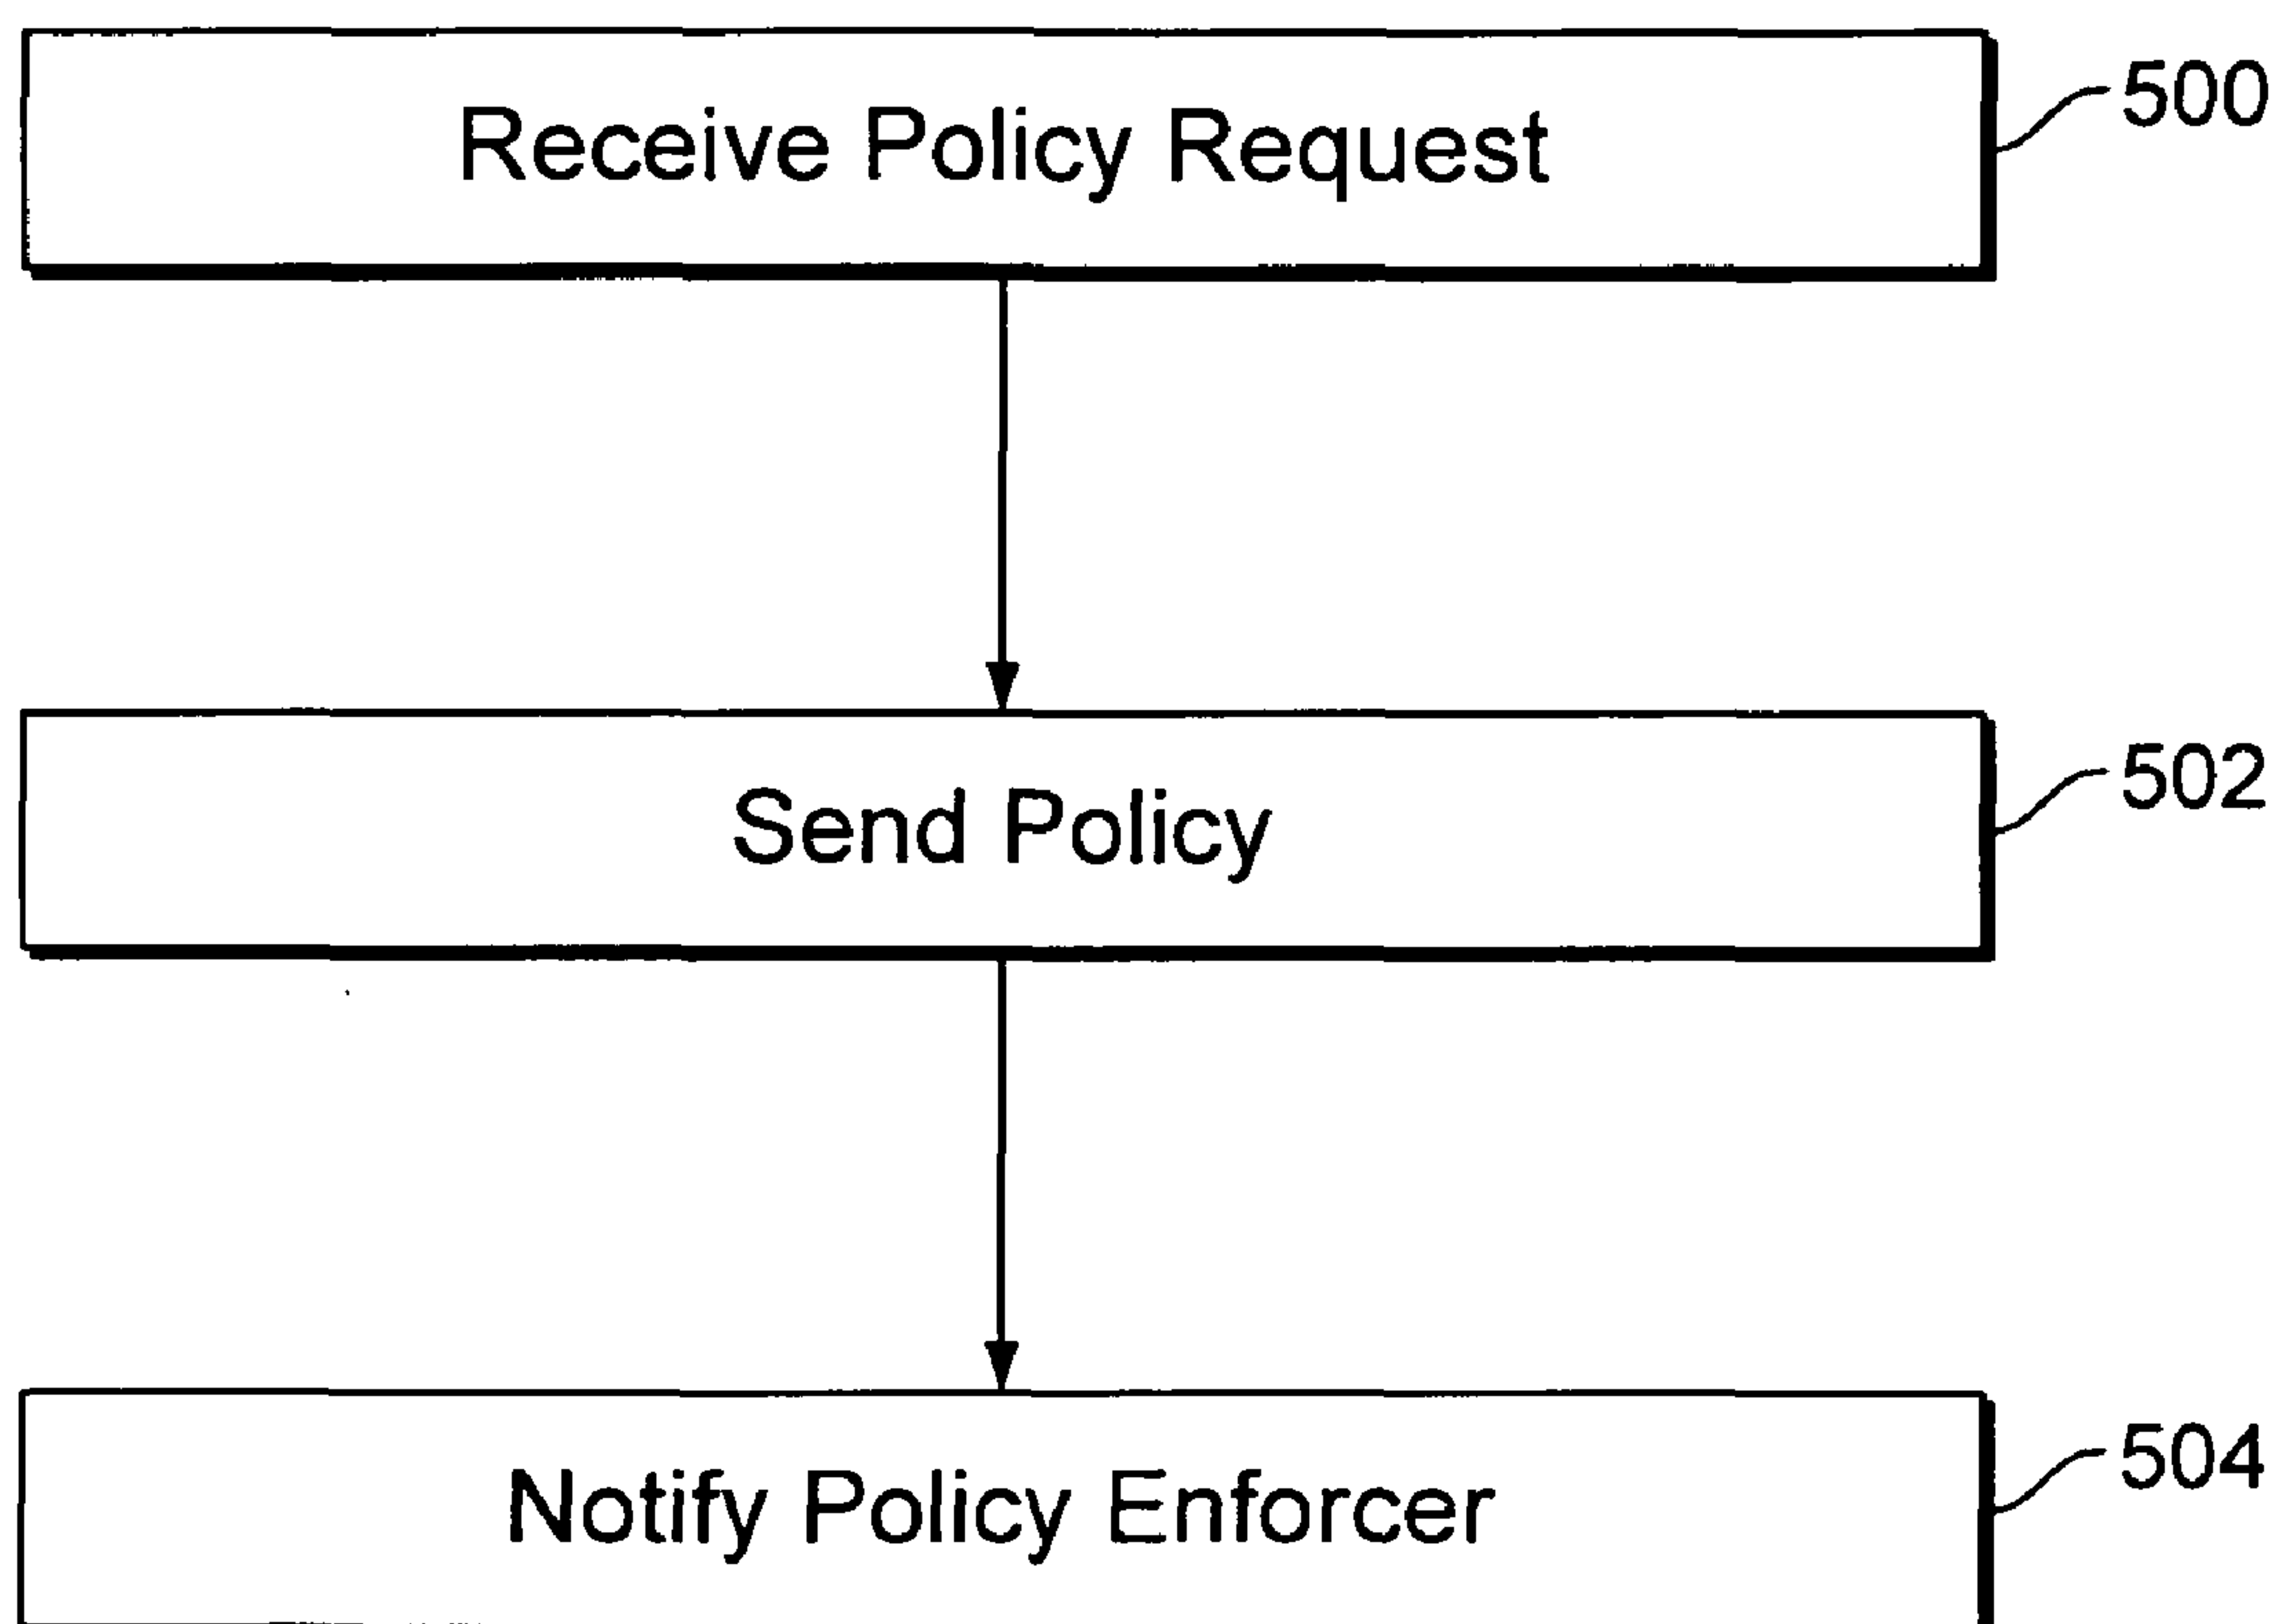 Receive Policy Request
500
Send Policy
502
Notify Policy Enforcer
504